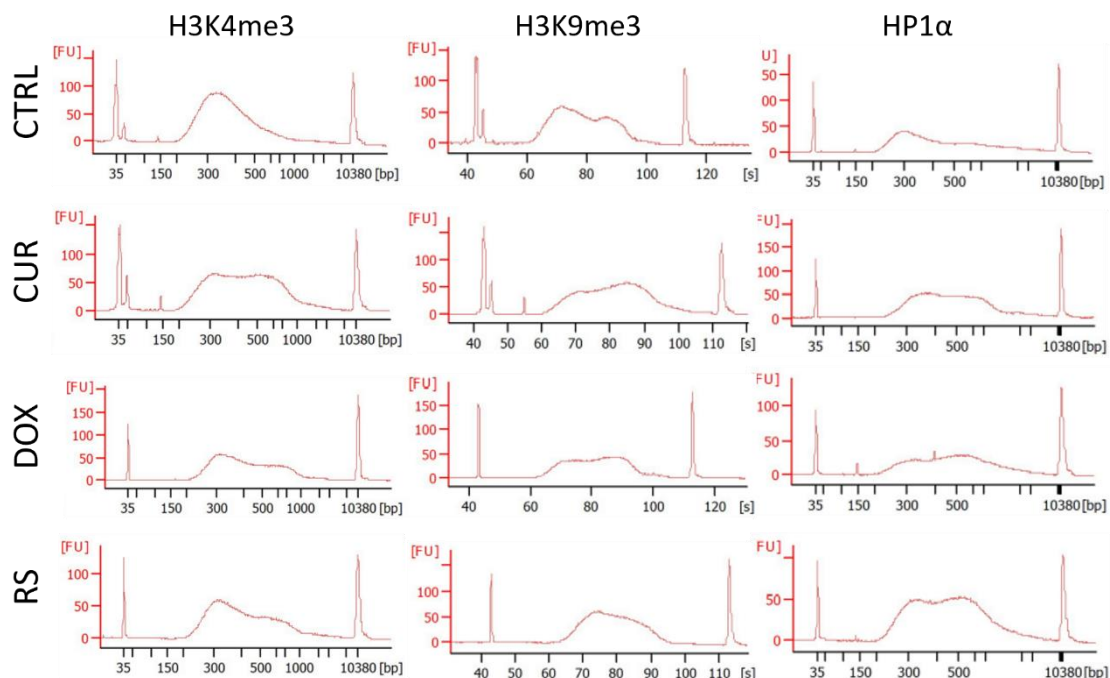 H3K4me3 H3K9me3 HP1α
CTRL
[FU] [FU] U]
100 100 50
50 50 00
0 0 50
0
35 150 300 500 1000 10380 [bp] 40 50 60 70 80 90 100 120 [s] 35 150 300 500 10380 [bp]
CUR
[FU] [FU] [FU]
100 100 150
50 50 100
0 0 50
0
35 150 300 500 1000 10380 [bp] 40 50 60 70 80 90 110 [s] 35 150 300 500 10380 [bp]
DOX
[FU] [FU] FU]
150 150 100
100 100 50
50 50 0
0 0
35 150 300 500 1000 10380 [bp] 40 60 80 100 120 [s] 35 150 300 500 10380 [bp]
RS
[FU] [FU] FU]
100 100 50
50 50 0
0 0
35 150 300 500 1000 10380 [bp] 40 50 60 70 80 90 100 110 [s] 35 150 300 500 10380 [bp]